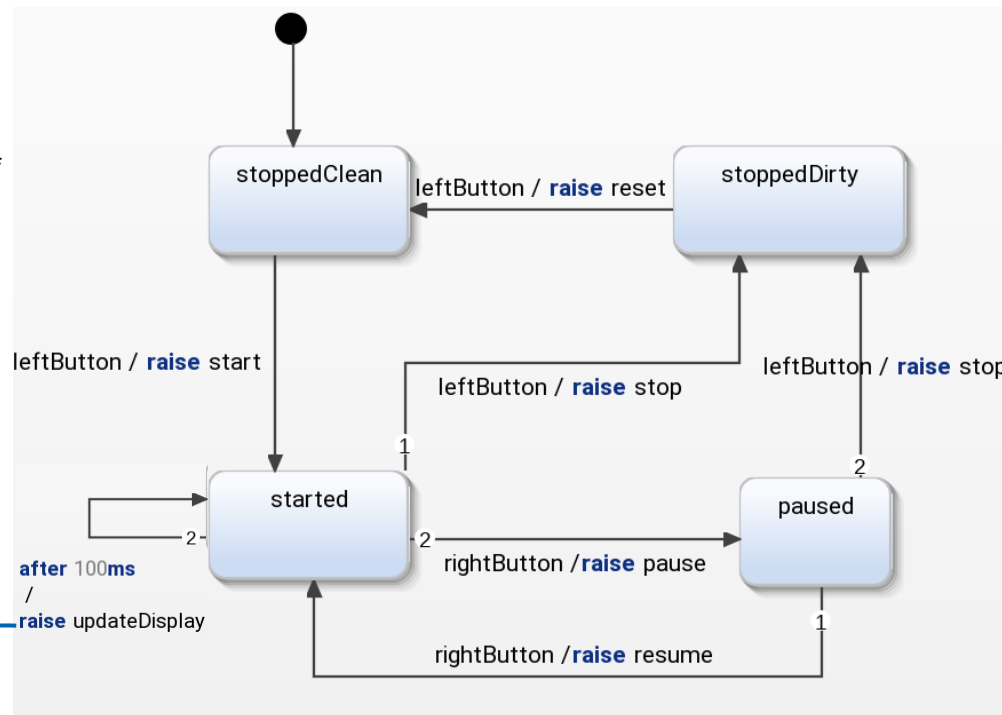 stoppedClean
leftButton / raise reset
stoppedDirty
leftButton / raise start
leftButton / raise stop
leftButton / raise stop
1
2
started
paused
2
2
rightButton /raise pause
after 100ms
/
raise updateDisplay
1
rightButton /raise resume